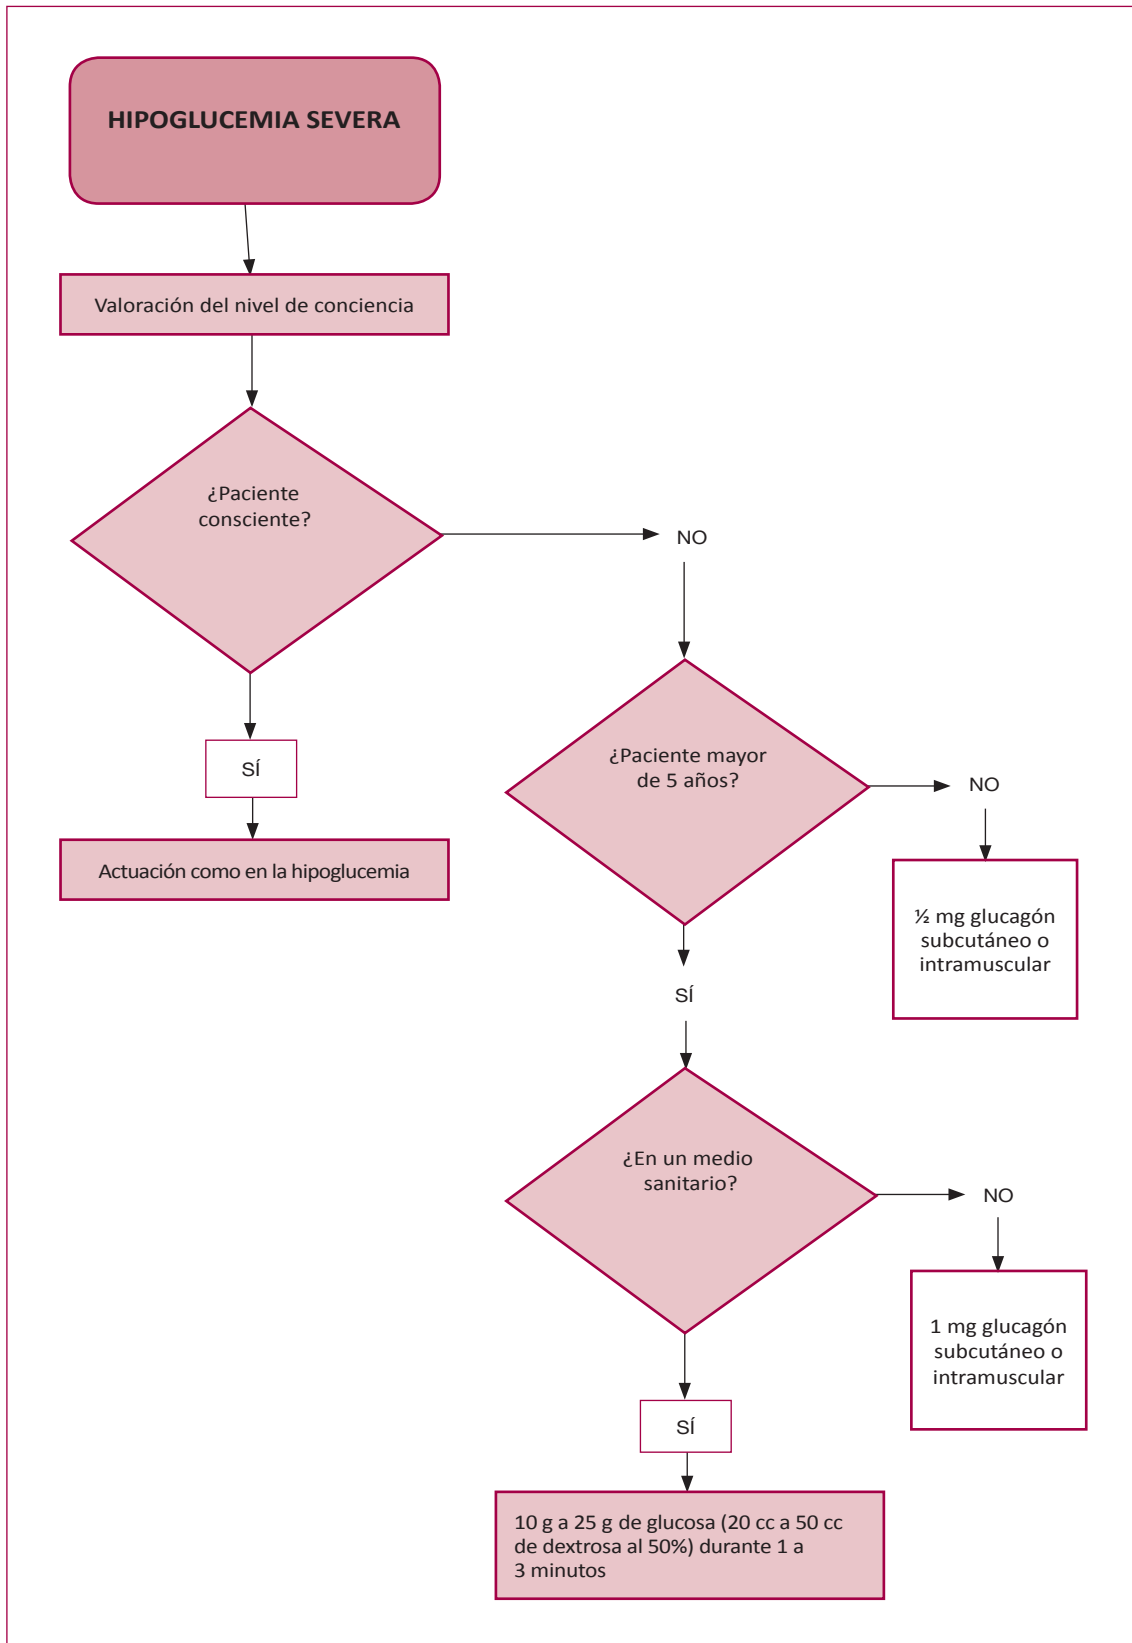 HIPOGLUCEMIA SEVERA
Valoración del nivel de conciencia
¿Paciente
consciente?
NO
SÍ
Actuación como en la hipoglucemia
¿Paciente mayor
de 5 años?
NO
½ mg glucagón
subcutáneo o
intramuscular
SÍ
¿En un medio
sanitario?
NO
1 mg glucagón
subcutáneo o
intramuscular
SÍ
10 g a 25 g de glucosa (20 cc a 50 cc
de dextrosa al 50%) durante 1 a
3 minutos